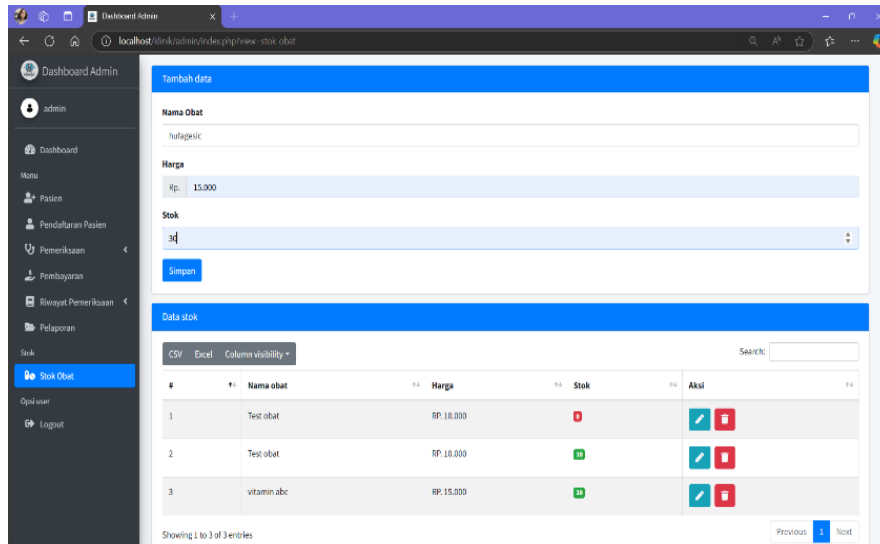 Dashboard Admin
localhost/klinik/admin/index.php/view-stok obat
Dashboard Admin
admin
Dashboard
Menu
Pasien
Pendaftaran Pasien
Pemeriksaan
Pembayaran
Riwayat Pemeriksaan
Pelaporan
Stok
Stok Obat
Opsi user
Logout
Tambah data
Nama Obat
hufagesic
Harga
Rp. 15.000
Stok
30
Simpan
Data stok
CSV Excel Column visibility
Search:
# Nama obat Harga Stok Aksi
1 Test obat RP. 10.000
2 Test obat RP. 10.000
3 vitamin abc RP. 15.000
Showing 1 to 3 of 3 entries
Previous 1 Next